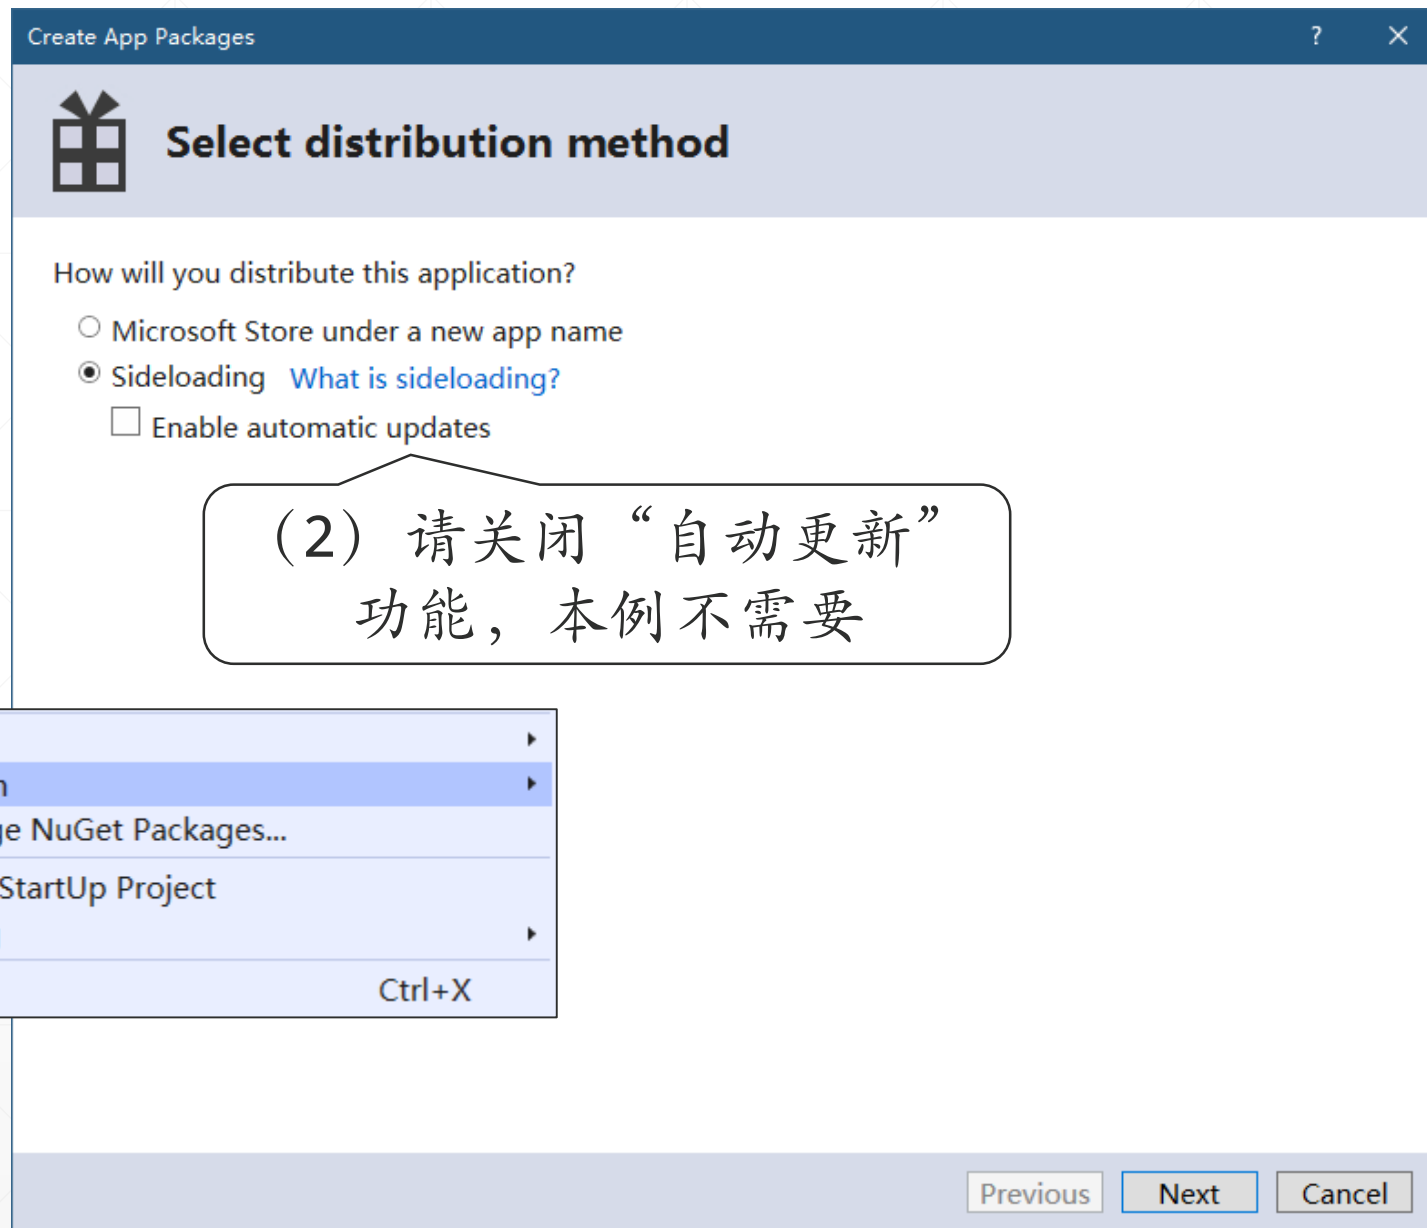 Create App Packages
?
Select distribution method
How will you distribute this application?
Microsoft Store under a new app name
Sideloading What is sideloading?
Enable automatic updates
（2）请关闭“自动更新”
功能，本例不需要
NuGet Packages...
StartUp Project
Ctrl+X
Previous Next Cancel